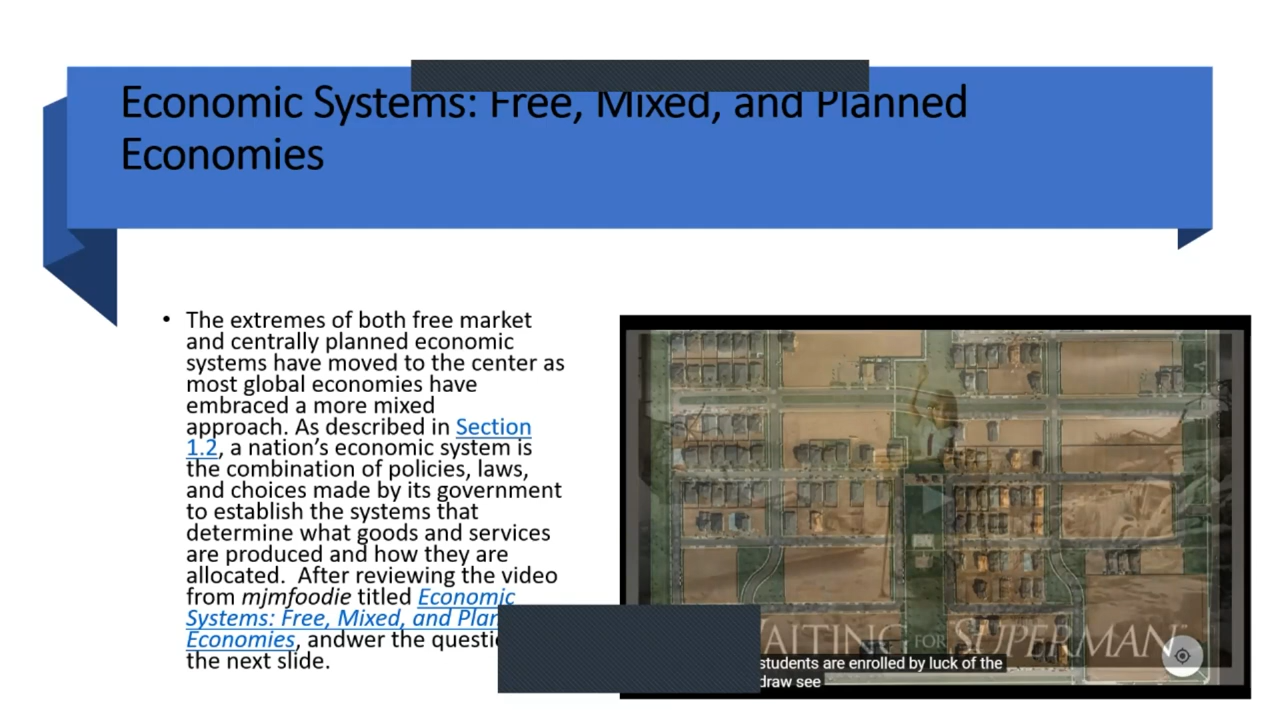 Economic Systems: Free, Mixed, and Planned
Economies
• The extremes of both free market
and centrally planned economic
systems have moved to the center as
most global economies have
embraced a more mixed
approach. As described in Section
1.2, a nation’s economic system is
the combination of policies, laws,
and choices made by its government
to establish the systems that
determine what goods and services
are produced and how they are
allocated.  After reviewing the video
from mjmfoodie titled Economic
Systems: Free, Mixed, and
Economies, andwer the
the next slide.
FOR SUPERMAN
students are enrolled by luck of the
draw see